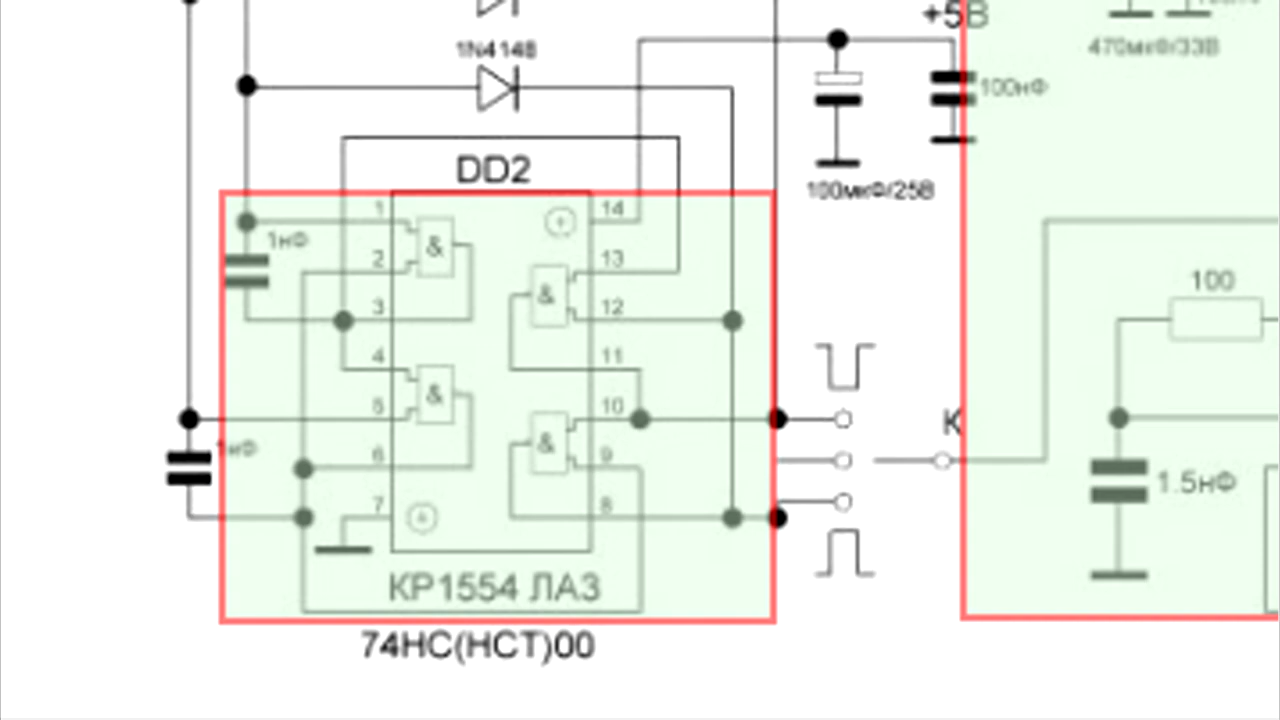 +5В
470мкФ/33В
1N4148
100нФ
DD2
100мкФ/25В
1 14
1нФ &
2 13
& 100
3 12
4 11
&
5 10 К
1нФ &
6 9
1.5нФ
7 8
КР1554 ЛА3
74HC(HCT)00